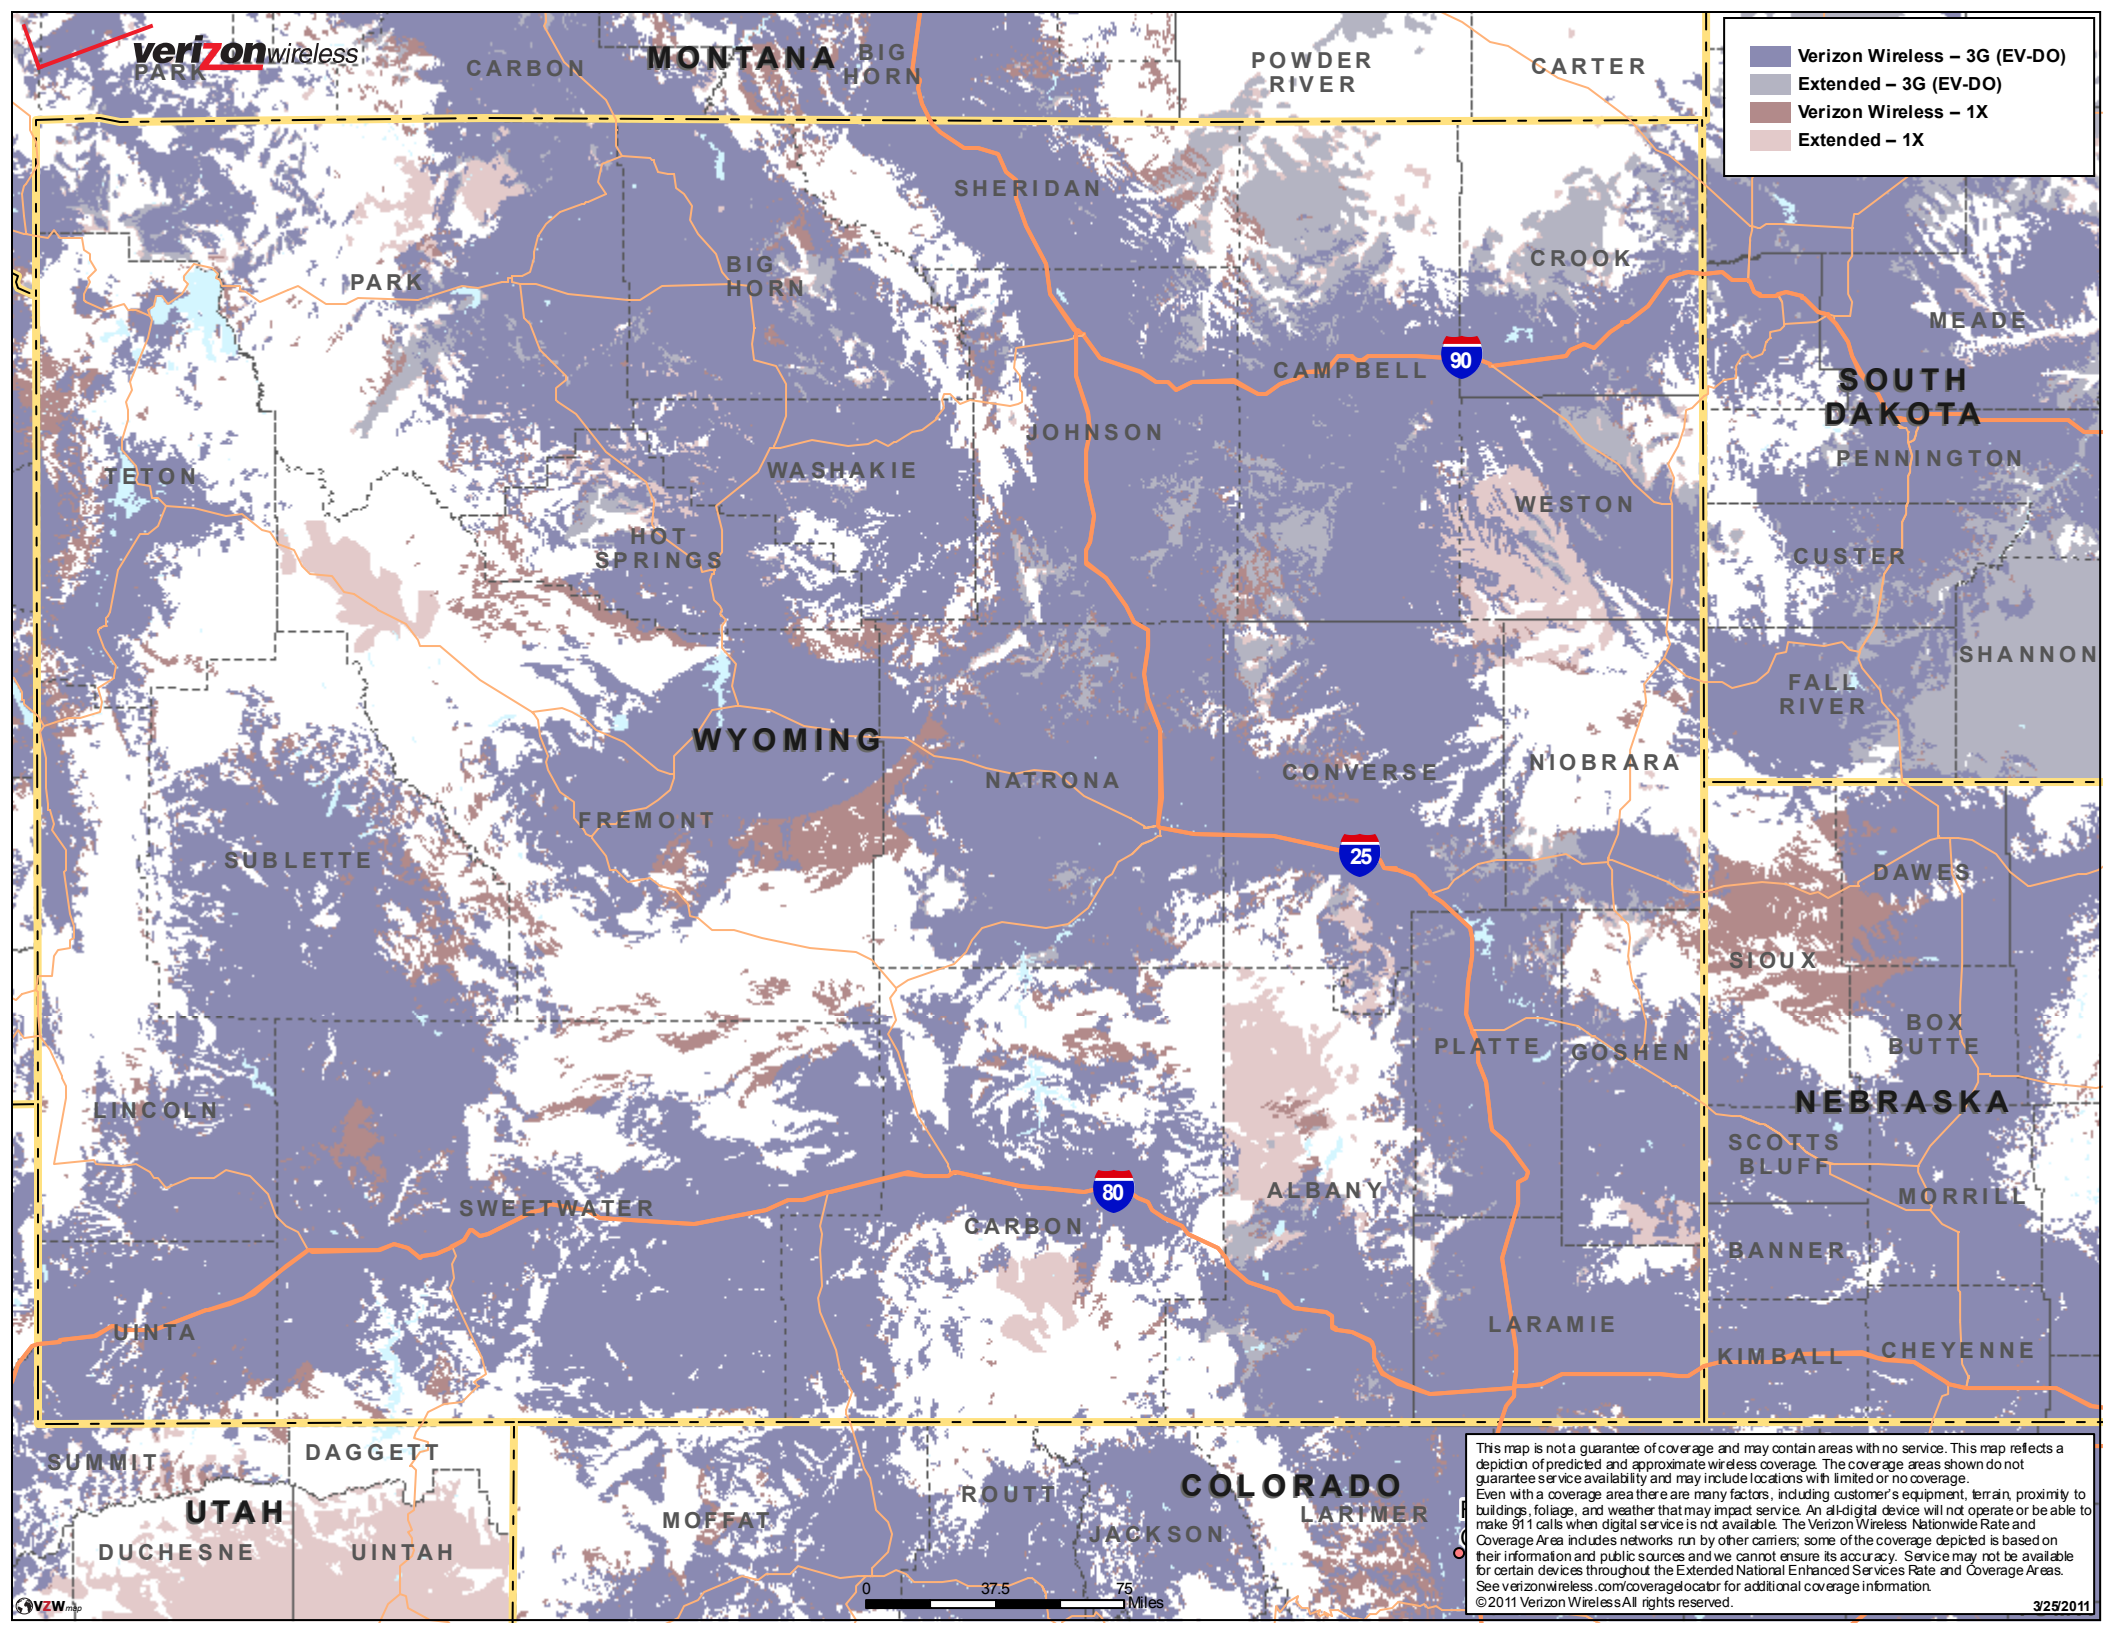 verizonwireless
PARK
CARBON
MONTANA
BIG
HORN
POWDER
RIVER
CARTER
Verizon Wireless – 3G (EV-DO)
Extended – 3G (EV-DO)
Verizon Wireless – 1X
Extended – 1X
SHERIDAN
PARK
BIG
HORN
CROOK
MEADE
90
CAMPBELL
SOUTH
DAKOTA
JOHNSON
PENNINGTON
TETON
WASHAKIE
WESTON
HOT
SPRINGS
CUSTER
SHANNON
FALL
RIVER
WYOMING
NATRONA
CONVERSE
NIOBRARA
FREMONT
SUBLETTE
25
DAWES
SIOUX
BOX
BUTTE
PLATTE
GOSHEN
LINCOLN
NEBRASKA
SCOTTS
BLUFF
80
ALBANY
MORRILL
SWEETWATER
CARBON
BANNER
UINTA
LARAMIE
KIMBALL
CHEYENNE
SUMMIT
DAGGETT
UTAH
COLORADO
ROUTT
MOFFAT
JACKSON
LARIMER
DUCHESNE
UINTAH
0 37.5 75
Miles
VZWmap
This map is not a guarantee of coverage and may contain areas with no service. This map reflects a
depiction of predicted and approximate wireless coverage. The coverage areas shown do not
guarantee service availability and may include locations with limited or no coverage.
Even with a coverage area there are many factors, including customer's equipment, terrain, proximity to
buildings, foliage, and weather that may impact service. An all-digital device will not operate or be able to
make 911 calls when digital service is not available. The Verizon Wireless Nationwide Rate and
Coverage Area includes networks run by other carriers; some of the coverage depicted is based on
their information and public sources and we cannot ensure its accuracy. Service may not be available
for certain devices throughout the Extended National Enhanced Services Rate and Coverage Areas.
See verizonwireless.com/coveragelocator for additional coverage information.
©2011 Verizon Wireless All rights reserved.
3/25/2011